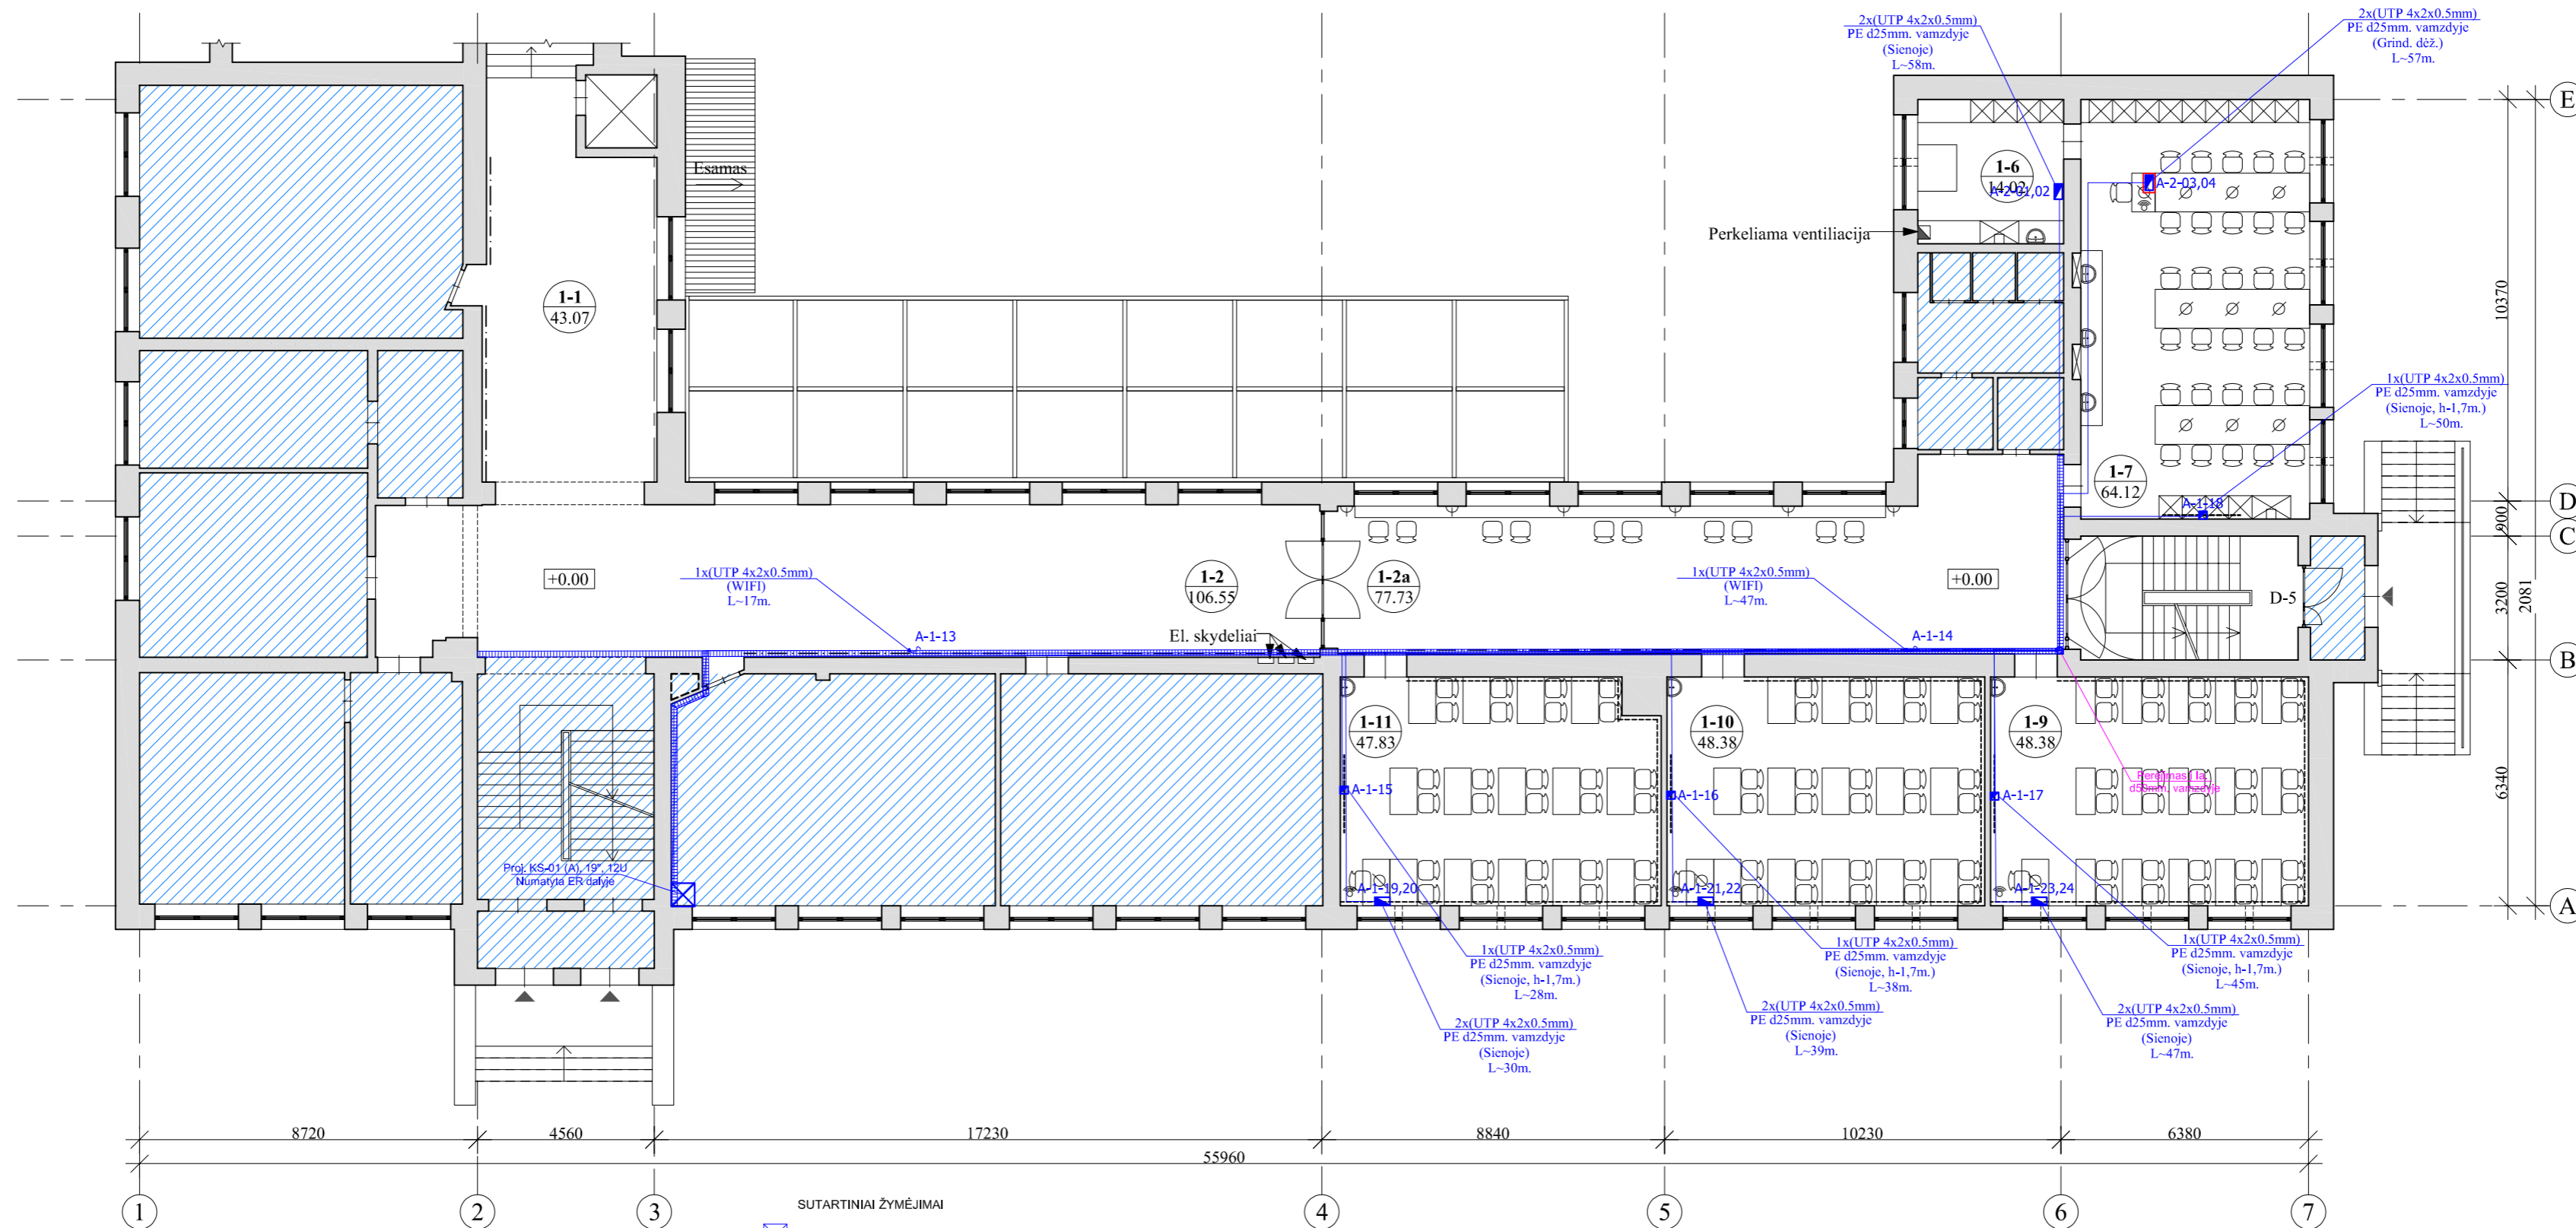 2x(UTP 4x2x0.5mm)
PE d25mm. vamzdyje
(Sienoje)
L~58m.
2x(UTP 4x2x0.5mm)
PE d25mm. vamzdyje
(Grind. dėž.)
L~57m.
E
Esamas
1-6
14.02
A-2-01,02
A-2-03,04
Perkeliama ventiliacija
1-1
43.07
10370
1x(UTP 4x2x0.5mm)
PE d25mm. vamzdyje
(Sienoje, h-1,7m.)
L~50m.
1-7
64.12
A-1-18
D
900
C
+0.00
1x(UTP 4x2x0.5mm)
(WIFI)
L~17m.
1-2
106.55
1-2a
77.73
1x(UTP 4x2x0.5mm)
(WIFI)
L~47m.
+0.00
D-5
3200
2081
A-1-13
El. skydeliai
A-1-14
B
1-11
47.83
1-10
48.38
1-9
48.38
6340
A-1-15
A-1-16
A-1-17
Perėjimas į Ia.
d50mm. vamzdyje
Proj. KS-01 (A), 19", 12U
Numatyta ER dalyje
A-1-19,20
A-1-21,22
A-1-23,24
A
1x(UTP 4x2x0.5mm)
PE d25mm. vamzdyje
(Sienoje, h-1,7m.)
L~28m.
1x(UTP 4x2x0.5mm)
PE d25mm. vamzdyje
(Sienoje, h-1,7m.)
L~38m.
1x(UTP 4x2x0.5mm)
PE d25mm. vamzdyje
(Sienoje, h-1,7m.)
L~45m.
2x(UTP 4x2x0.5mm)
PE d25mm. vamzdyje
(Sienoje)
L~30m.
2x(UTP 4x2x0.5mm)
PE d25mm. vamzdyje
(Sienoje)
L~39m.
2x(UTP 4x2x0.5mm)
PE d25mm. vamzdyje
(Sienoje)
L~47m.
8720
4560
17230
8840
10230
6380
55960
1
2
3
4
5
6
7
SUTARTINIAI ŽYMĖJIMAI